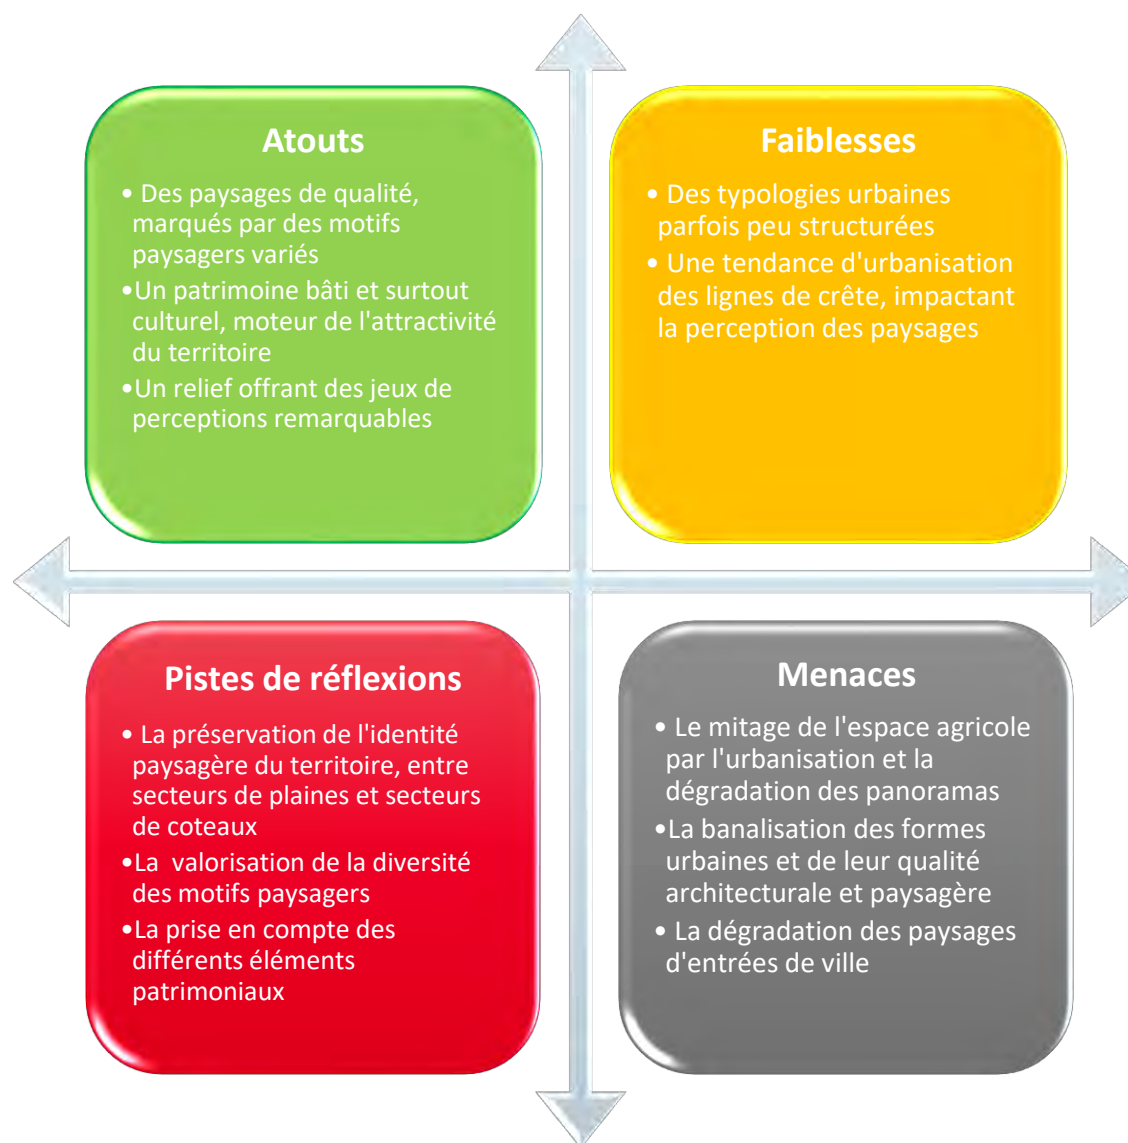 Atouts
• Des paysages de qualité,
marqués par des motifs
paysagers variés
•Un patrimoine bâti et surtout
culturel, moteur de l'attractivité
du territoire
•Un relief offrant des jeux de
perceptions remarquables
Faiblesses
• Des typologies urbaines
parfois peu structurées
• Une tendance d'urbanisation
des lignes de crête, impactant
la perception des paysages
Pistes de réflexions
• La préservation de l'identité
paysagère du territoire, entre
secteurs de plaines et secteurs
de coteaux
•La  valorisation de la diversité
des motifs paysagers
•La prise en compte des
différents éléments
patrimoniaux
Menaces
• Le mitage de l'espace agricole
par l'urbanisation et la
dégradation des panoramas
•La banalisation des formes
urbaines et de leur qualité
architecturale et paysagère
• La dégradation des paysages
d'entrées de ville